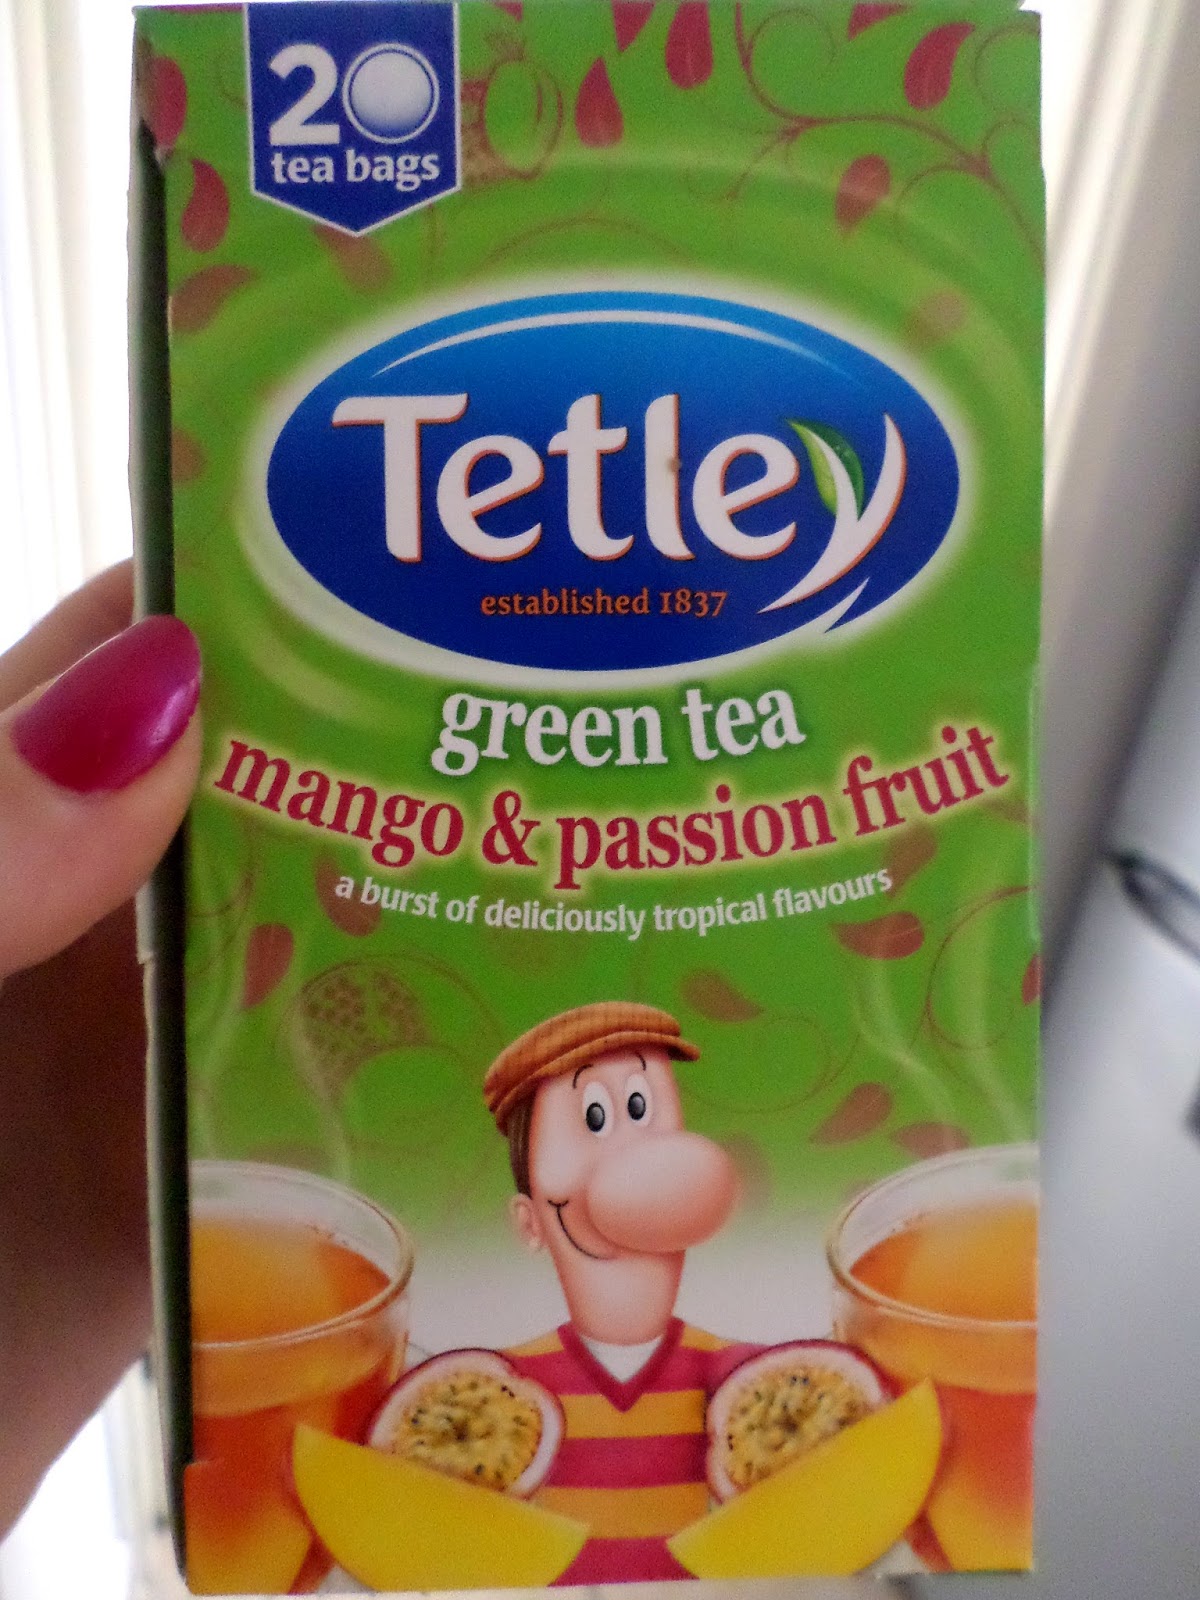 20
tea bags
Tetley
established 1837
green tea
mango & passion fruit
a burst of deliciously tropical flavours